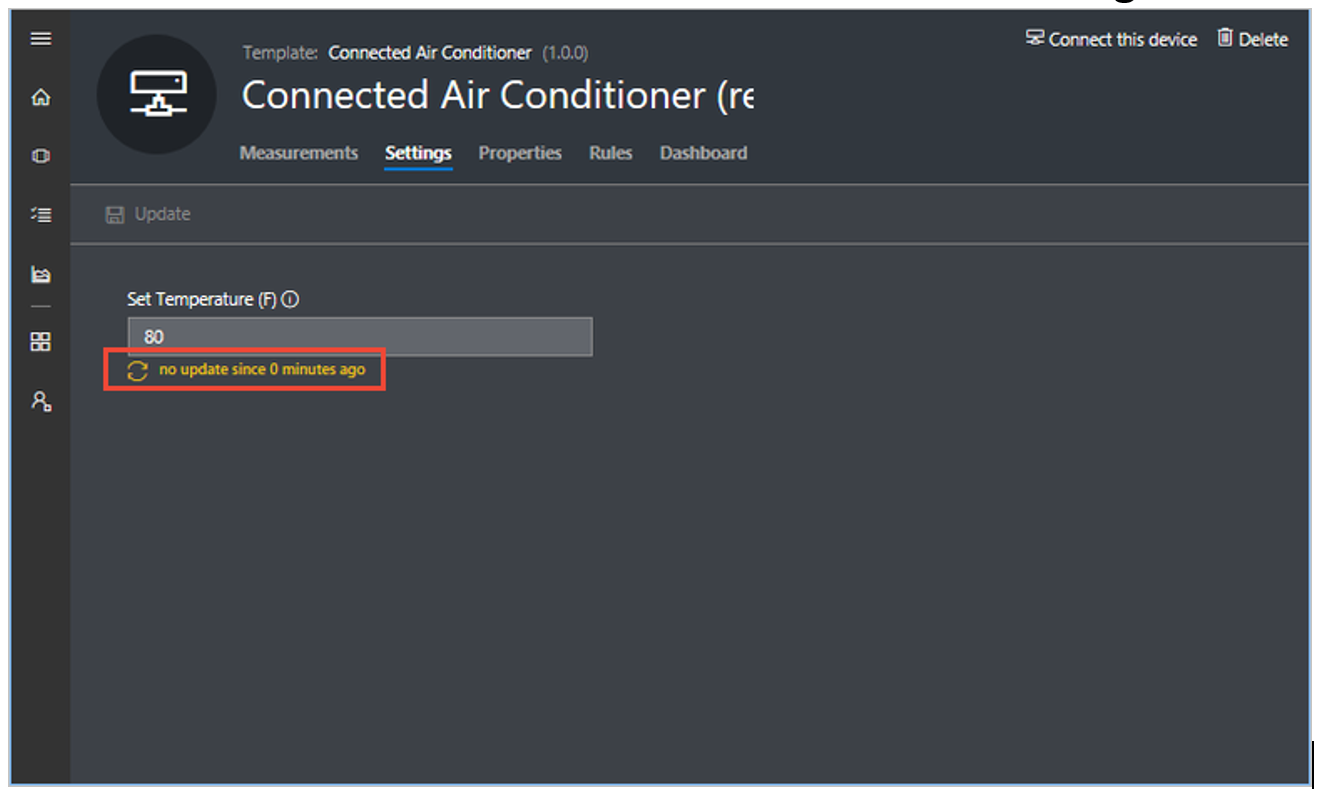 Template: Connected Air Conditioner (1.0.0)
Connect this device
Delete
Connected Air Conditioner (re
Measurements Settings Properties Rules Dashboard
Update
Set Temperature (F)
80
no update since 0 minutes ago